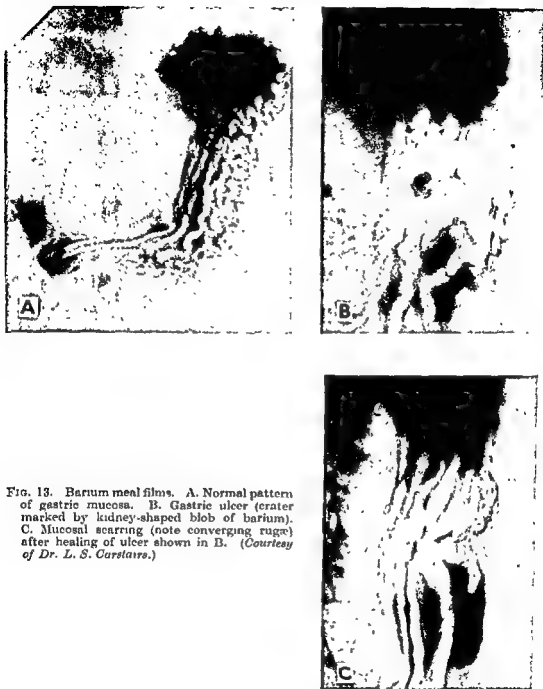 A
B
FIG. 13. Barium meal films. A. Normal pattern
of gastric mucosa. B. Gastric ulcer (crater
marked by kidney-shaped blob of barium).
C. Mucosal scarring (note converging rugæ)
after healing of ulcer shown in B. (Courtesy
of Dr. L. S. Carstairs.)
C